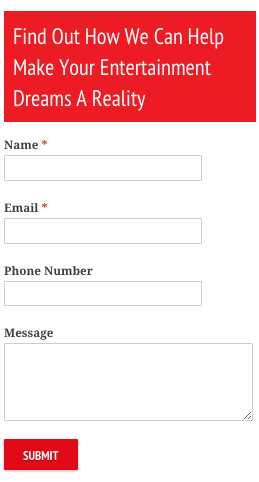 Find Out How We Can Help
Make Your Entertainment
Dreams A Reality
Name *
Email *
Phone Number
Message
SUBMIT